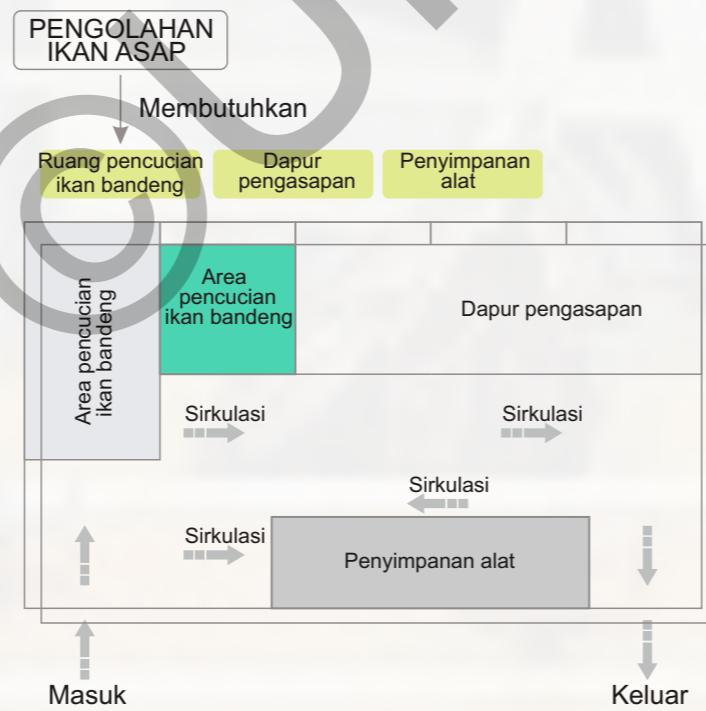 PENGOLAHAN
IKAN ASAP
Membutuhkan
Ruang pencucian
ikan bandeng
Dapur
pengasapan
Penyimpanan
alat
Area pencucian
ikan bandeng
Area
pencucian
ikan bandeng
Dapur pengasapan
Sirkulasi
Sirkulasi
Sirkulasi
Sirkulasi
Penyimpanan alat
Masuk
Keluar